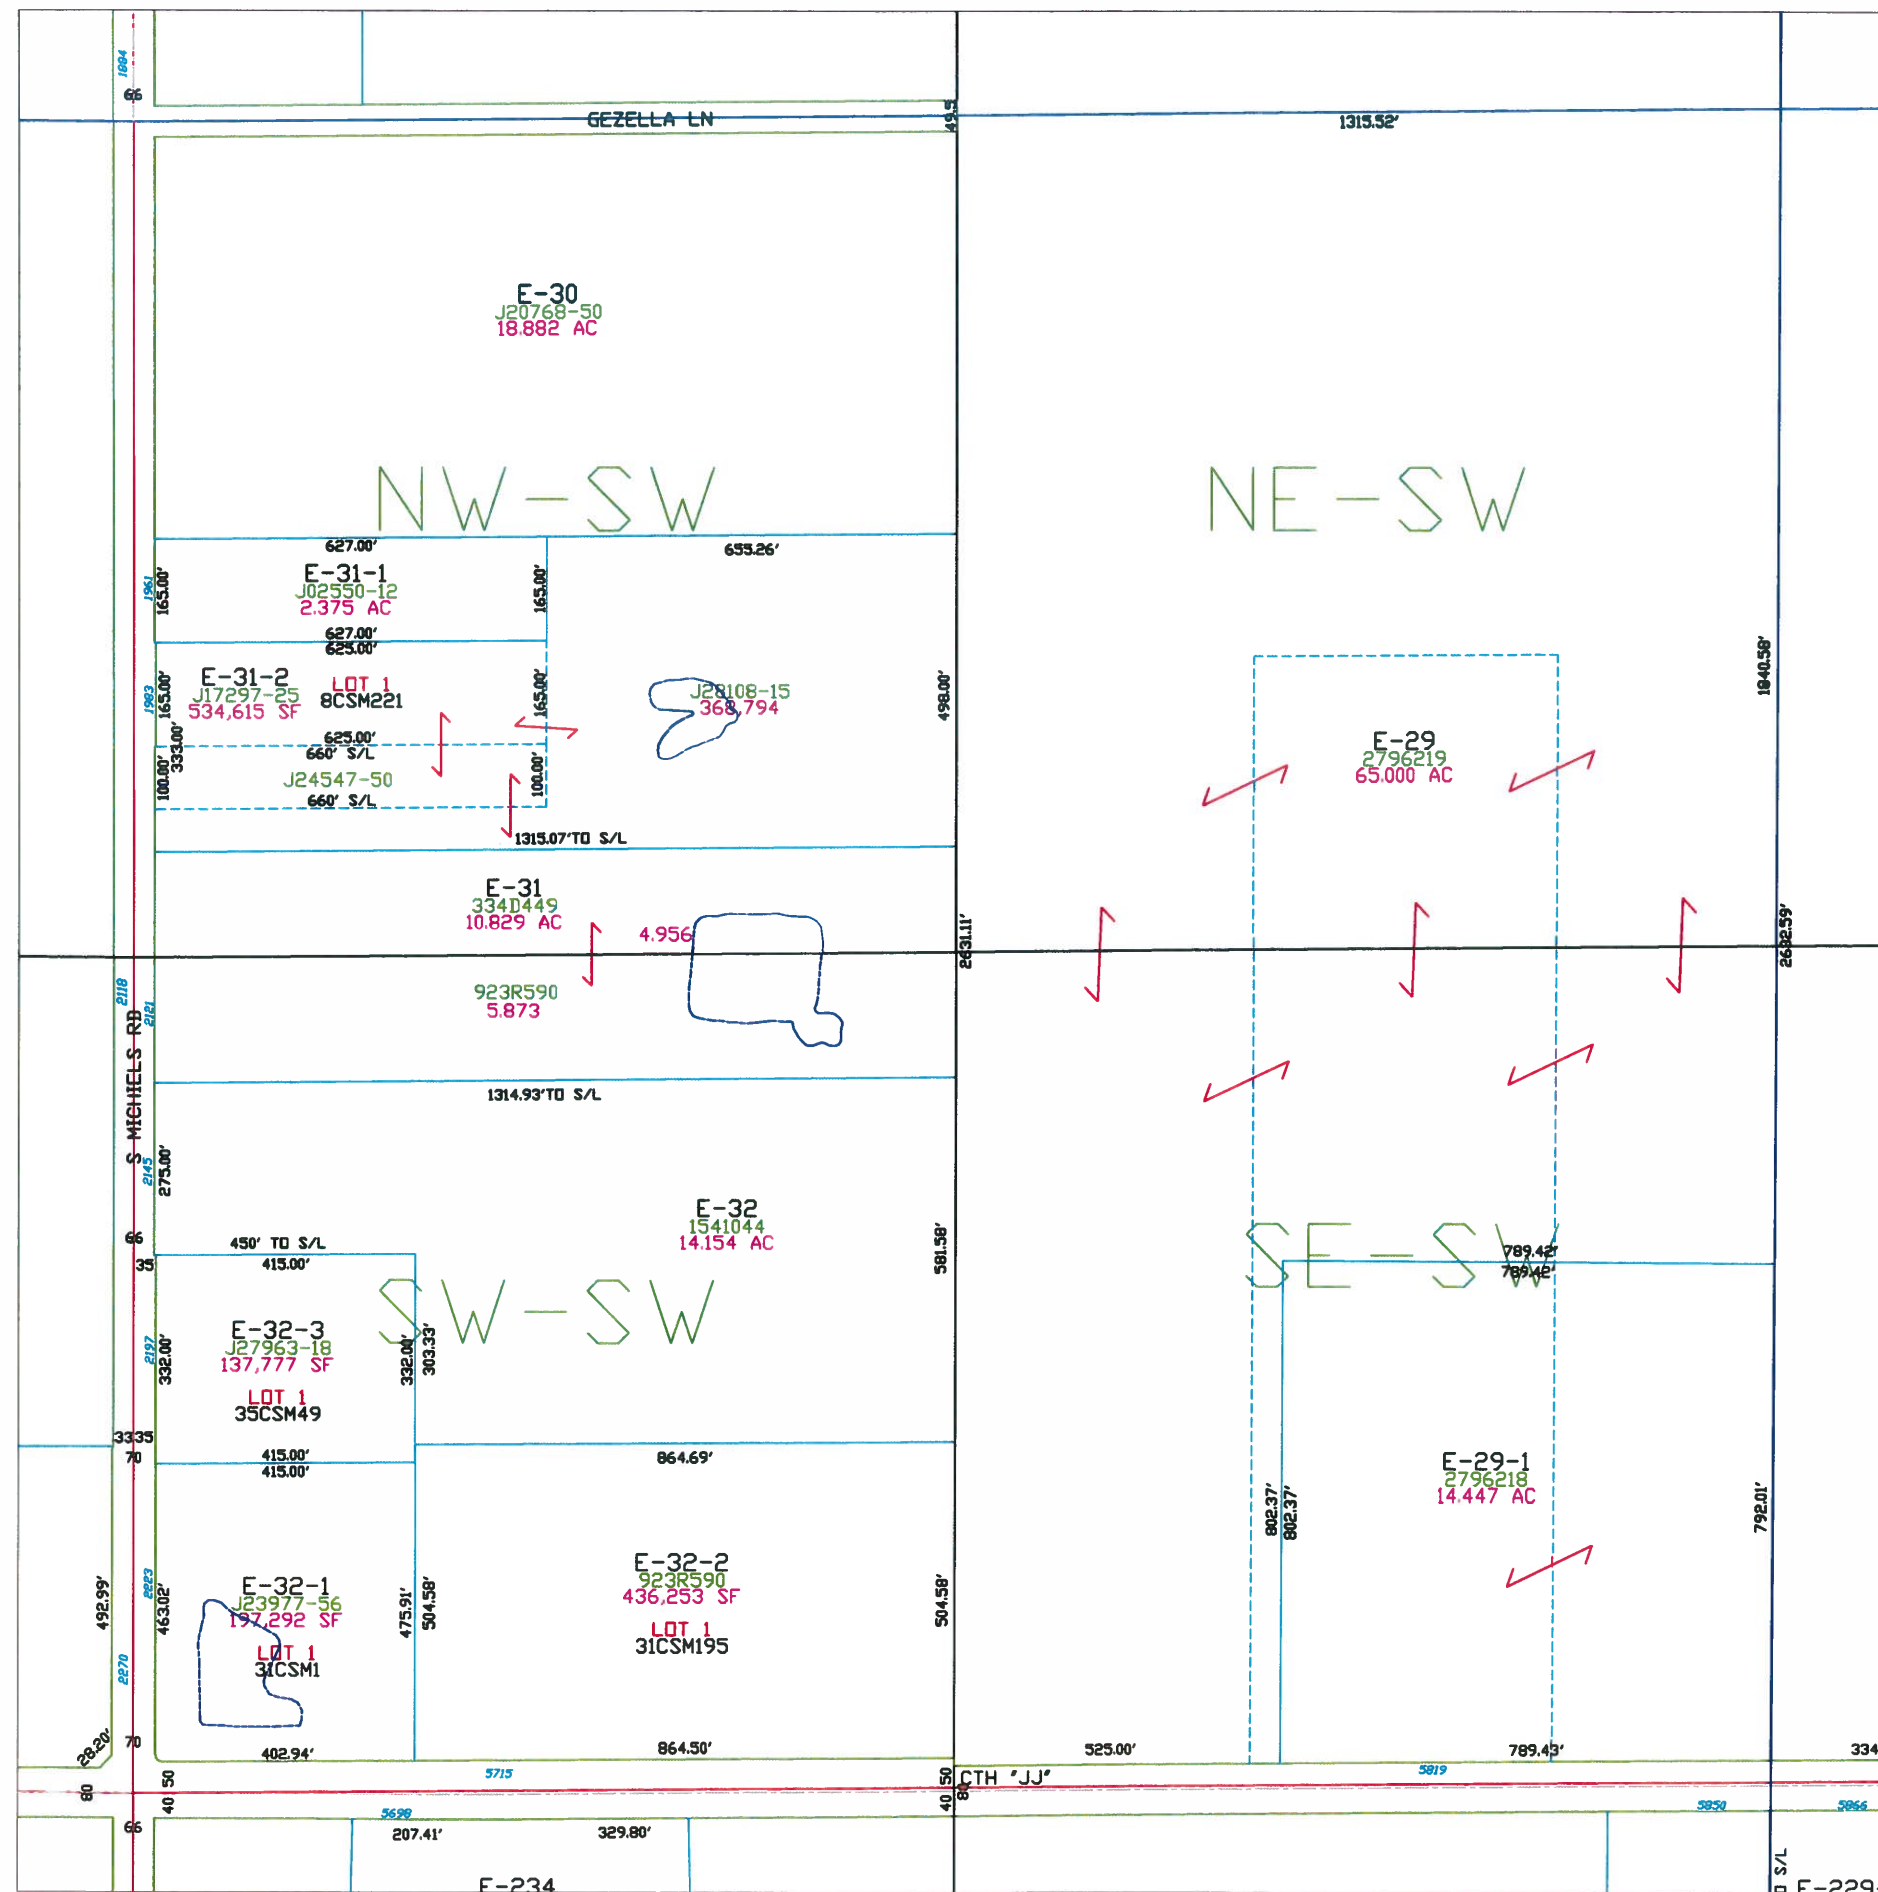 1884
66
GEZELLA LN
49.5
1315.52'
E-30
J20768-50
18.882 AC
NW-SW
NE-SW
627.00'
655.26'
1961
165.00'
E-31-1
J02550-12
2.375 AC
165.00'
627.00'
625.00'
1983
165.00'
333.00'
E-31-2
J17297-25
534,615 SF
LOT 1
8CSM221
165.00'
J28108-15
368,794
498.00'
1840.58'
625.00'
660' S/L
100.00'
J24547-50
100.00'
660' S/L
E-29
2796219
65.000 AC
1315.07'TO S/L
E-31
334D449
10.829 AC
4.956
2631.11'
2632.59'
923R590
5.873
2118
2121
S MICHIELS RD
1314.93'TO S/L
2145
275.00'
E-32
1541044
14.154 AC
581.58'
66
450' TO S/L
35
415.00'
SW-SW
SE-SW
789.42'
789.42'
E-32-3
J27963-18
137,777 SF
2197
332.00'
332.00'
303.33'
LOT 1
35CSM49
33
35
70
415.00'
415.00'
864.69'
E-29-1
2796218
14.447 AC
802.37'
802.37'
792.01'
492.99'
2223
463.02'
E-32-1
J23977-56
197,292 SF
LOT 1
31CSM1
475.91'
504.58'
E-32-2
923R590
436,253 SF
LOT 1
31CSM195
504.58'
2270
28.20'
70
402.94'
864.50'
525.00'
789.43'
334
80
40 50
5715
40 50
80
CTH "JJ"
5819
5698
5850
5866
66
207.41'
329.80'
E-234
S/L
E-229